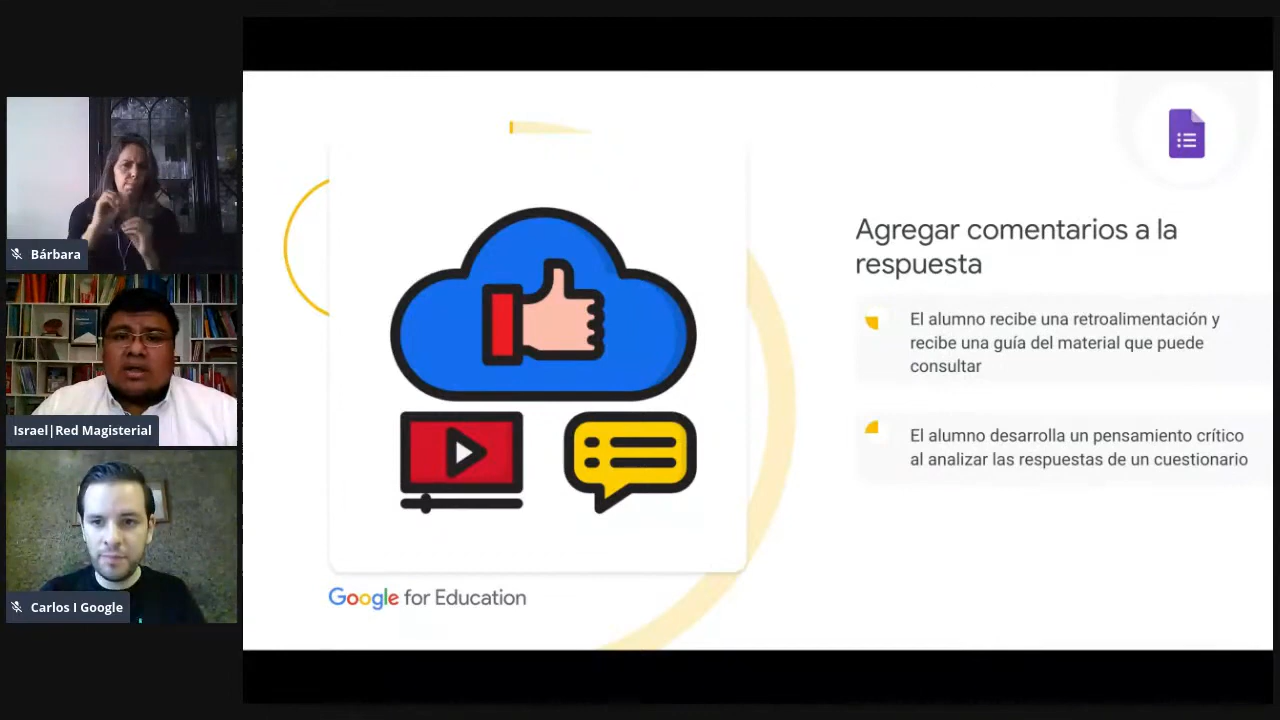 Bárbara
Israel|Red Magisterial
Carlos I Google
Agregar comentarios a la
respuesta
El alumno recibe una retroalimentación y
recibe una guía del material que puede
consultar
El alumno desarrolla un pensamiento crítico
al analizar las respuestas de un cuestionario
Google for Education